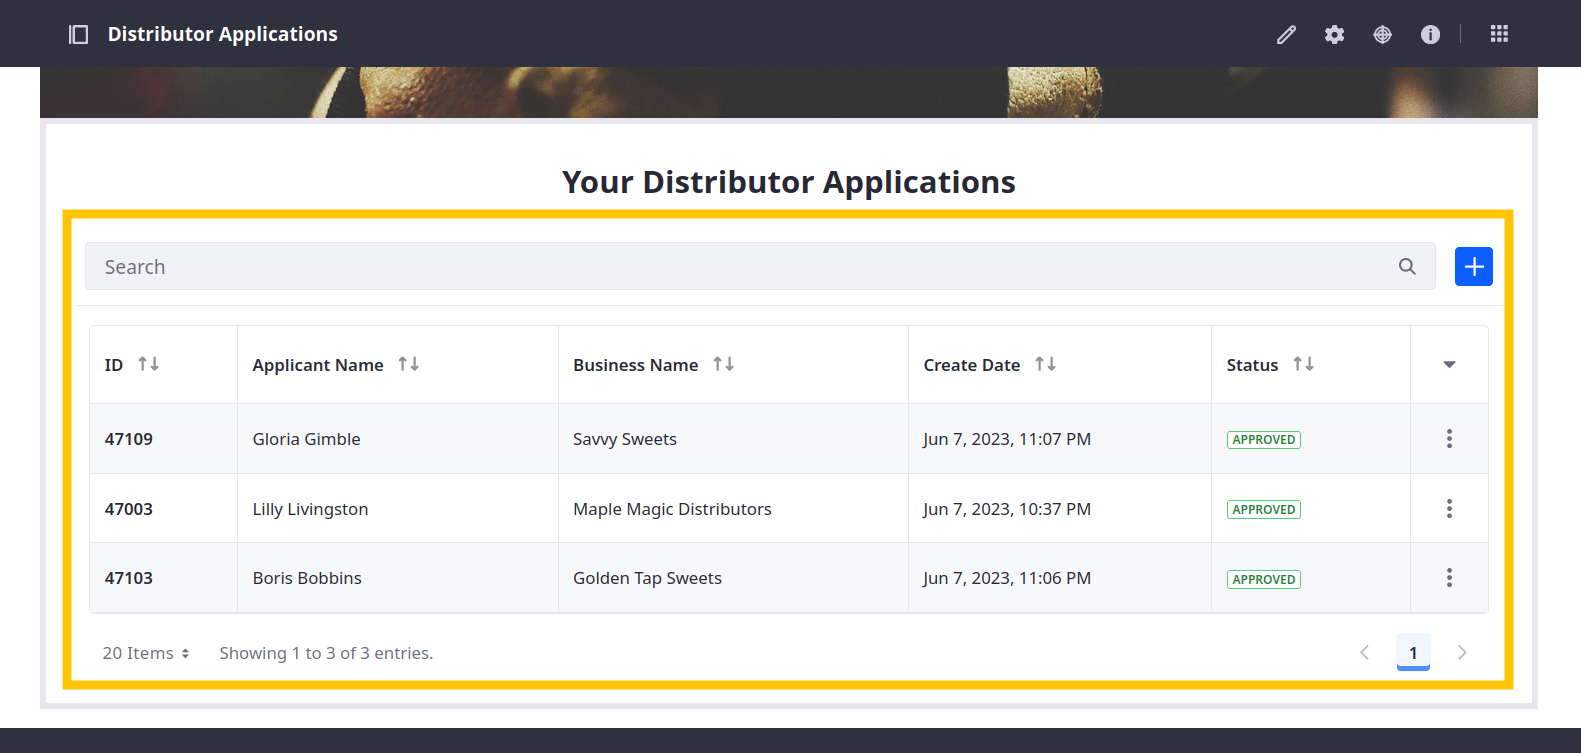 Distributor Applications
Your Distributor Applications
Search
ID Applicant Name Business Name Create Date Status
47109 Gloria Gimble Savvy Sweets Jun 7, 2023, 11:07 PM APPROVED
47003 Lilly Livingston Maple Magic Distributors Jun 7, 2023, 10:37 PM APPROVED
47103 Boris Bobbins Golden Tap Sweets Jun 7, 2023, 11:06 PM APPROVED
20 Items Showing 1 to 3 of 3 entries. 1